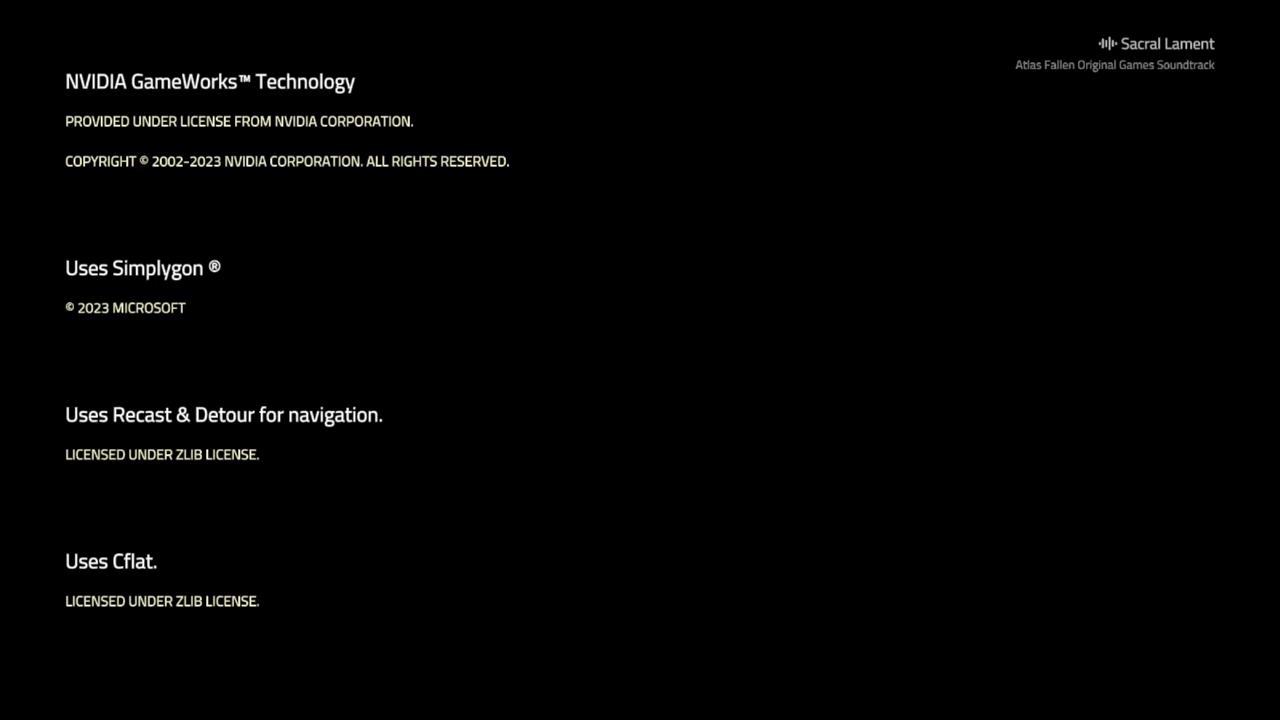 Sacral Lament
Atlas Fallen Original Games Soundtrack
NVIDIA GameWorks™ Technology
PROVIDED UNDER LICENSE FROM NVIDIA CORPORATION.
COPYRIGHT © 2002-2023 NVIDIA CORPORATION. ALL RIGHTS RESERVED.
Uses Simplygon ®
© 2023 MICROSOFT
Uses Recast & Detour for navigation.
LICENSED UNDER ZLIB LICENSE.
Uses Cflat.
LICENSED UNDER ZLIB LICENSE.